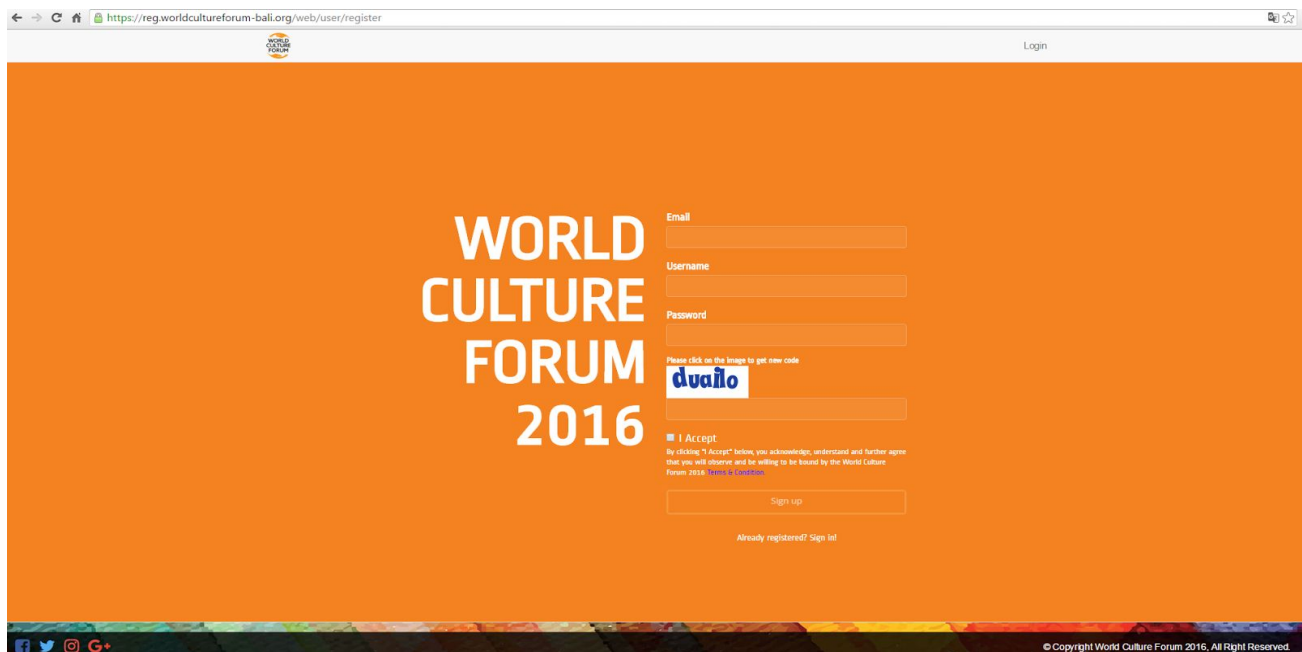 https://reg.worldcultureforum-bali.org/web/user/register
WORLD
CULTURE
FORUM
Login
WORLD
CULTURE
FORUM
2016
Email
Username
Password
Please click on the image to get new code
duailo
I Accept
By clicking "I Accept" below, you acknowledge, understand and further agree
that you will observe and be willing to be bound by the World Culture
Forum 2016 Terms & Condition
Sign up
Already registered? Sign in!
G+
© Copyright World Culture Forum 2016, All Right Reserved.